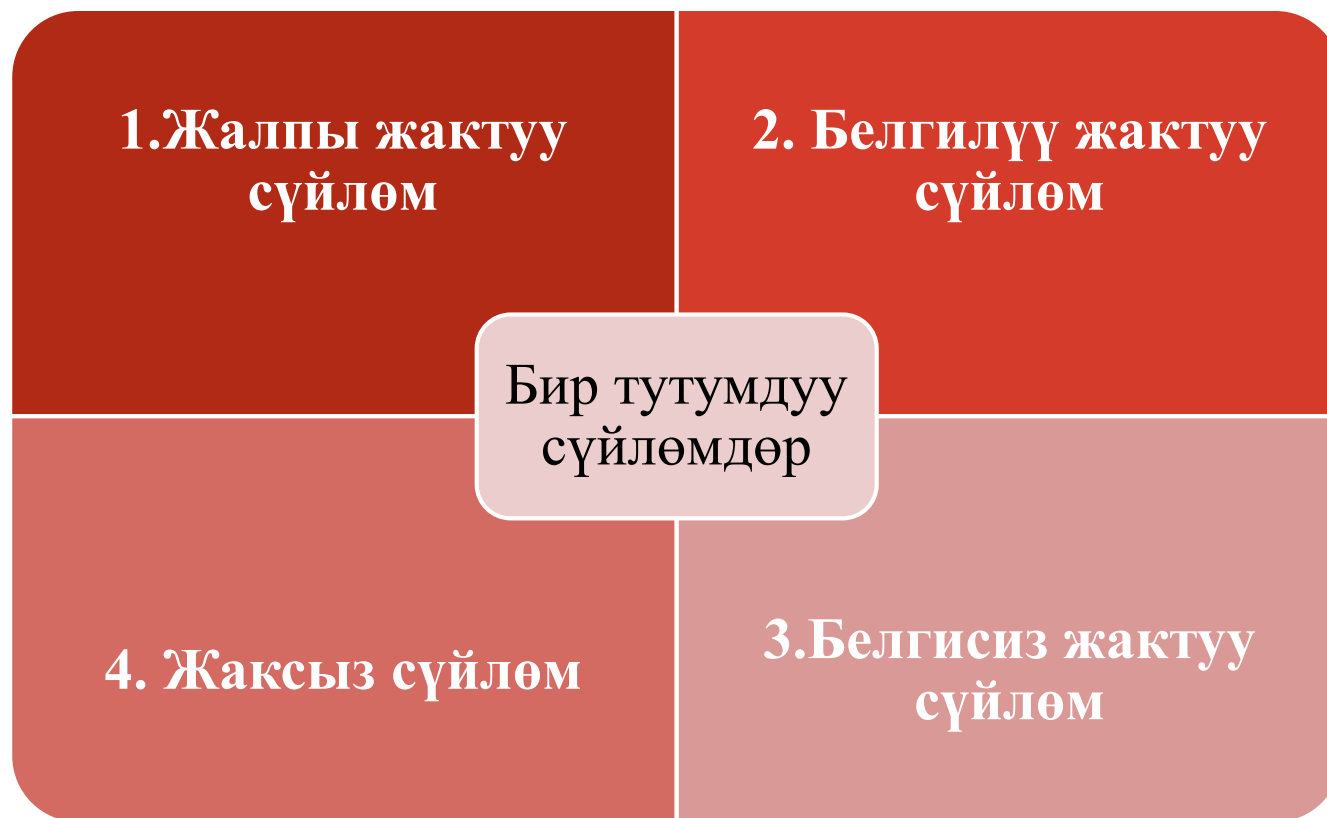 1.Жалпы жактуу
сүйлөм
2. Белгилүү жактуу
сүйлөм
Бир тутумдуу
сүйлөмдөр
4. Жаксыз сүйлөм
3.Белгисиз жактуу
сүйлөм